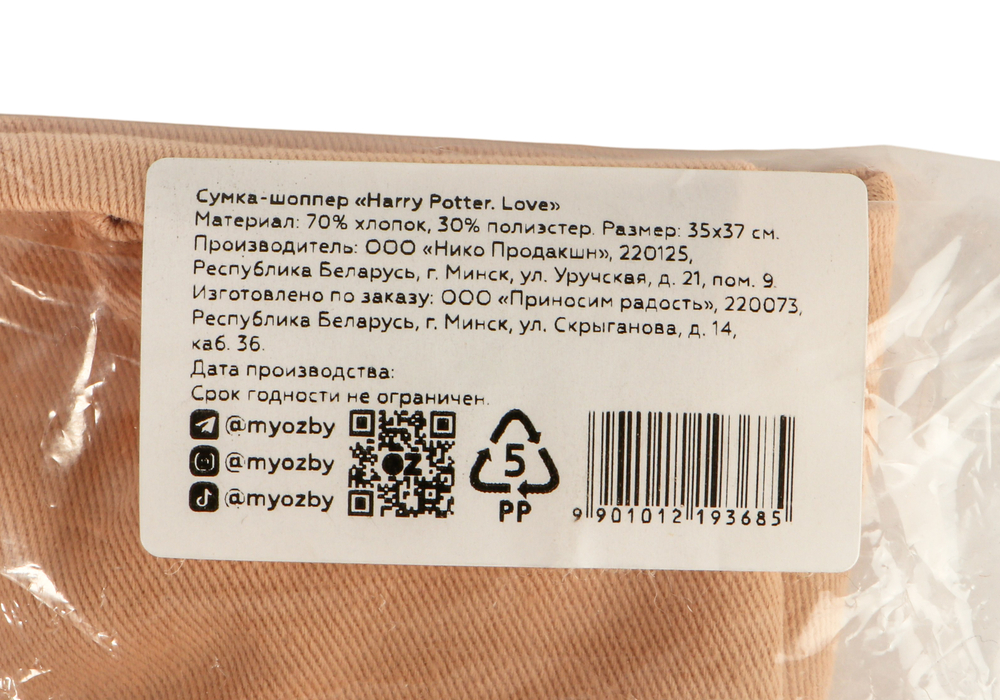 Сумка-шоппер «Harry Potter. Love»
Материал: 70% хлопок, 30% полиэстер. Размер: 35х37 см.
Производитель: ООО «Нико Продакшн», 220125,
Республика Беларусь, г. Минск, ул. Уручская, д. 21, пом. 9.
Изготовлено по заказу: ООО «Приносим радость», 220073,
Республика Беларусь, г. Минск, ул. Скрыганова, д. 14,
каб. 36.
Дата производства:
Срок годности не ограничен.
@myozby
@myozby
@myozby
OZ
5
PP
9 901012 193685